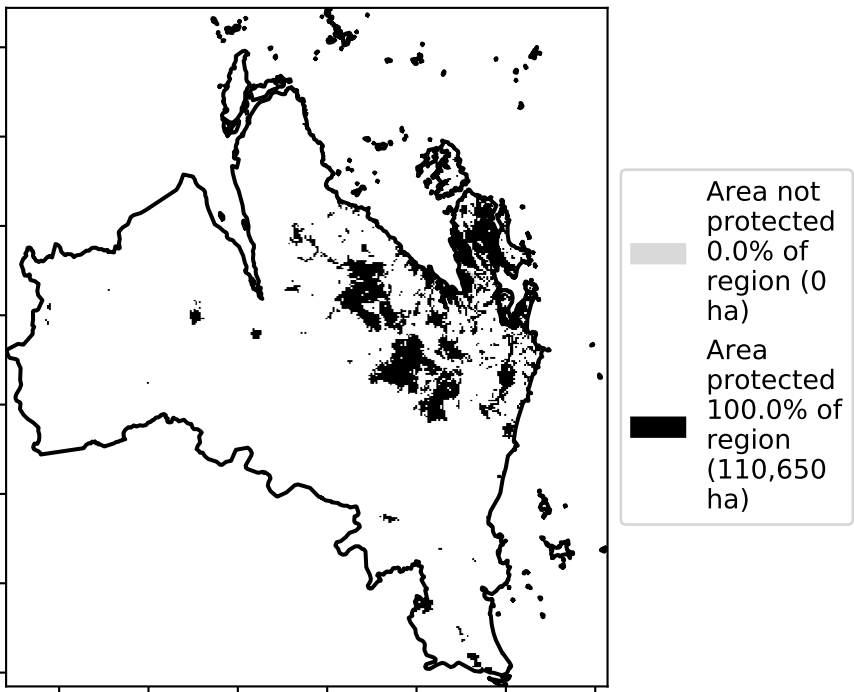 Area not
protected
0.0% of
region (0
ha)
Area
protected
100.0% of
region
(110,650
ha)